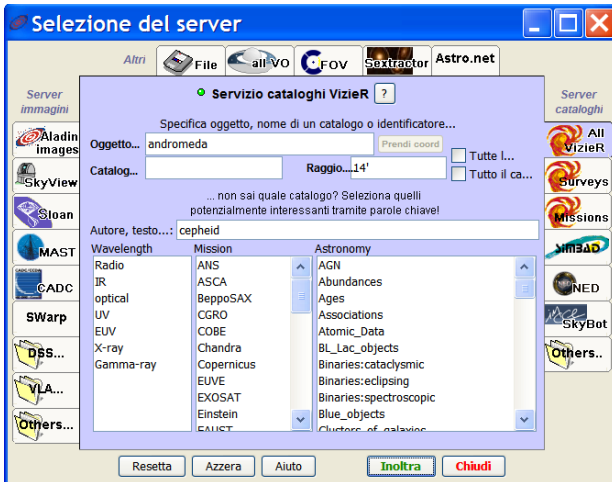 Selezione del server
Altri
File
all VO
FOV
Sextractor
Astro.net
Server immagini
Aladin images
SkyView
Sloan
MAST
CADC
SWarp
DSS...
VLA...
Others...
Servizio cataloghi VizieR ?
Specifica oggetto, nome di un catalogo o identificatore...
Oggetto... andromeda Prendi coord
Catalog... Raggio....14'
Tutte l...
Tutto il ca...
... non sai quale catalogo? Seleziona quelli
potenzialmente interessanti tramite parole chiave!
Autore, testo...: cepheid
Wavelength
Radio
IR
optical
UV
EUV
X-ray
Gamma-ray
Mission
ANS
ASCA
BeppoSAX
CGRO
COBE
Chandra
Copernicus
EUVE
EXOSAT
Einstein
FAUST
Astronomy
AGN
Abundances
Ages
Associations
Atomic_Data
BL_Lac_objects
Binaries:cataclysmic
Binaries:eclipsing
Binaries:spectroscopic
Blue_objects
Clusters_of_galaxies
Server cataloghi
All VizieR
Surveys
Missions
SIMBAD
NED
SkyBot
Others..
Resetta
Azzera
Aiuto
Inoltra
Chiudi